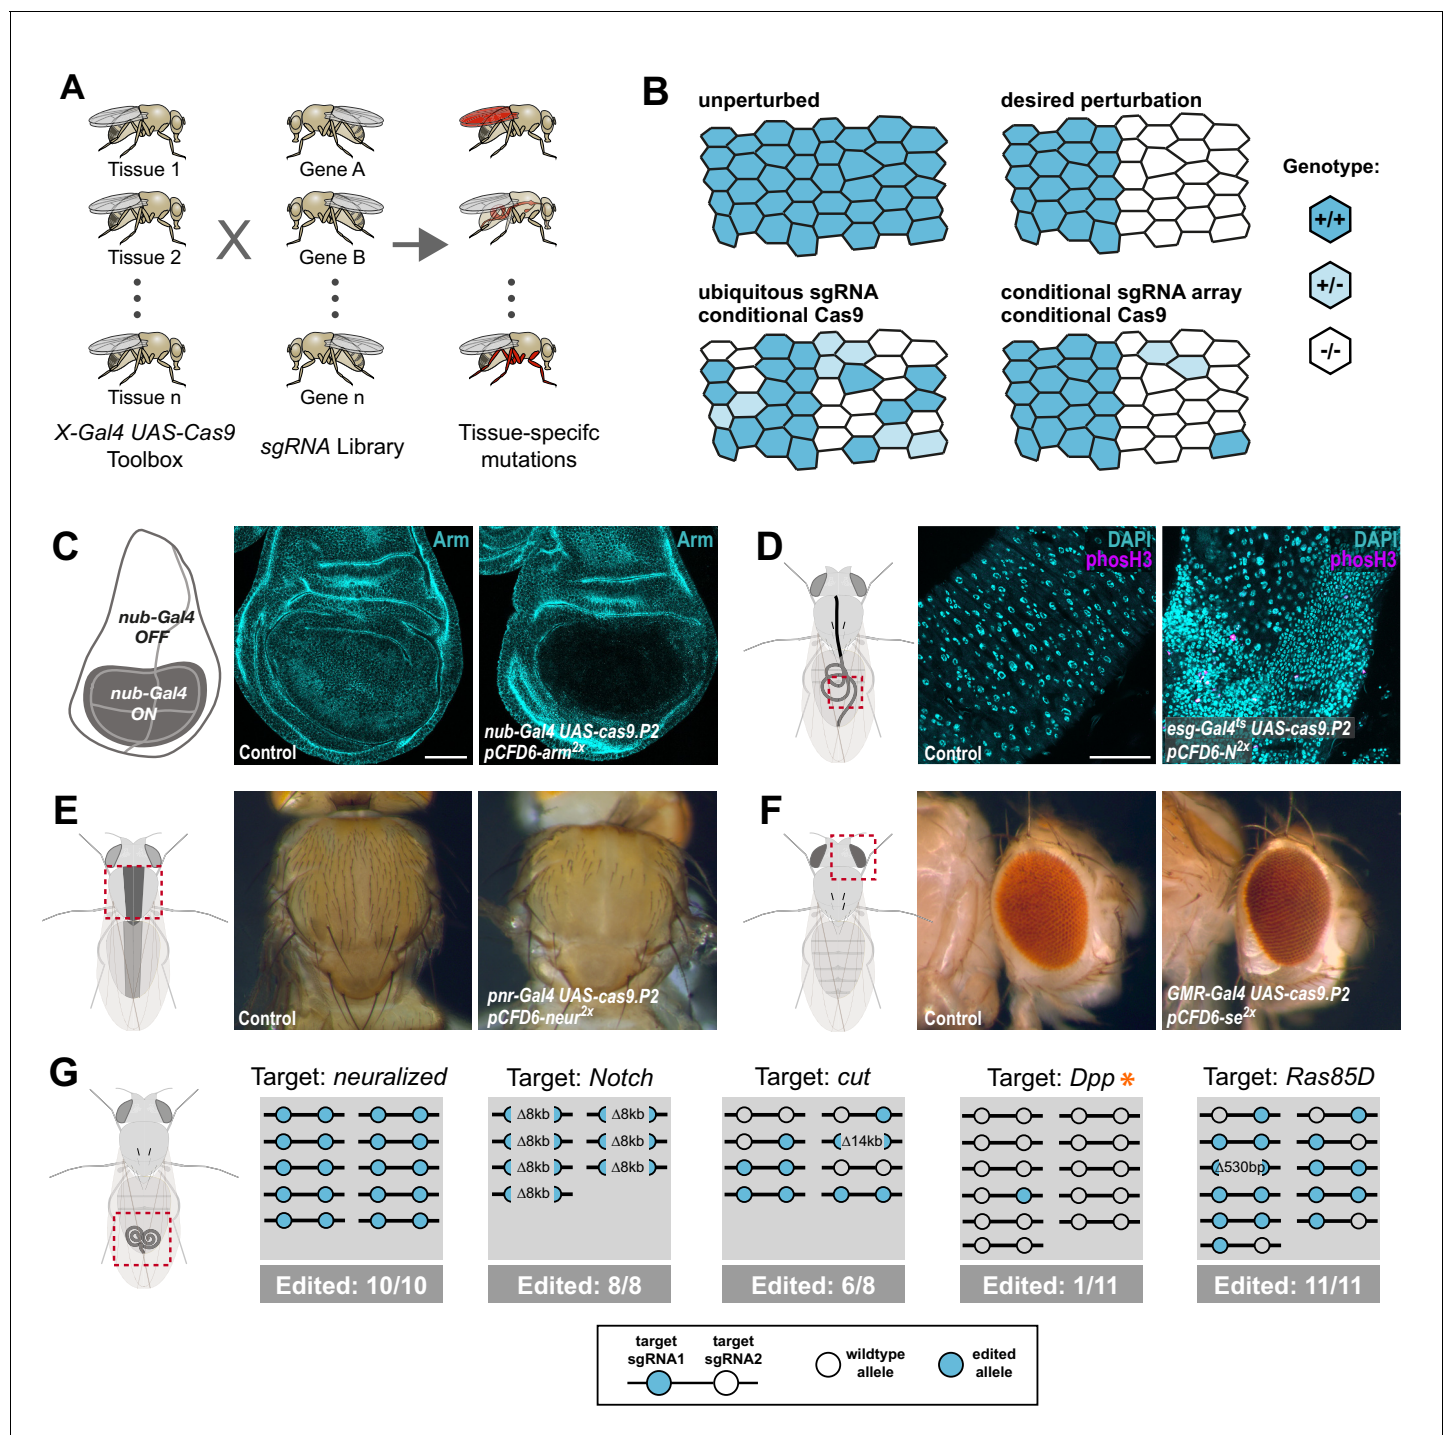 A
Tissue 1
Gene A
Tissue 2
X
Gene B
Tissue n
Gene n
X-Gal4 UAS-Cas9
Toolbox
sgRNA Library
Tissue-specifc
mutations
B
unperturbed
desired perturbation
ubiquitous sgRNA
conditional Cas9
conditional sgRNA array
conditional Cas9
Genotype:
+/+
+/-
-/-
C
nub-Gal4
OFF
nub-Gal4
ON
Arm
Control
Arm
nub-Gal4 UAS-cas9.P2
pCFD6-arm2x
D
DAPI
phosH3
Control
DAPI
phosH3
esg-Gal4ts UAS-cas9.P2
pCFD6-N2x
E
Control
pnr-Gal4 UAS-cas9.P2
pCFD6-neur2x
F
Control
GMR-Gal4 UAS-cas9.P2
pCFD6-se2x
G
Target: neuralized
Edited: 10/10
Target: Notch
Δ8kb Δ8kb
Δ8kb Δ8kb
Δ8kb Δ8kb
Δ8kb
Edited: 8/8
Target: cut
Δ14kb
Edited: 6/8
Target: Dpp *
Edited: 1/11
Target: Ras85D
Δ530bp
Edited: 11/11
target
sgRNA1
target
sgRNA2
wildtype
allele
edited
allele